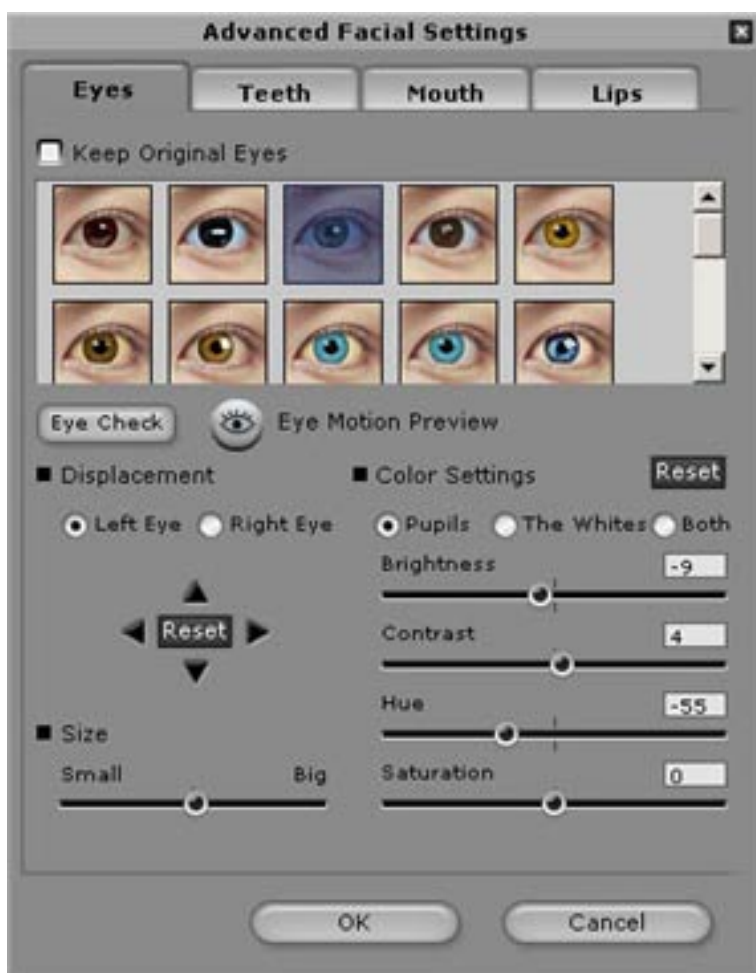 Advanced Facial Settings
Eyes Teeth Mouth Lips
Keep Original Eyes
Eye Check Eye Motion Preview
Displacement
Left Eye Right Eye
Reset
Size
Small Big
Color Settings Reset
Pupils The Whites Both
Brightness -9
Contrast 4
Hue -55
Saturation 0
OK Cancel